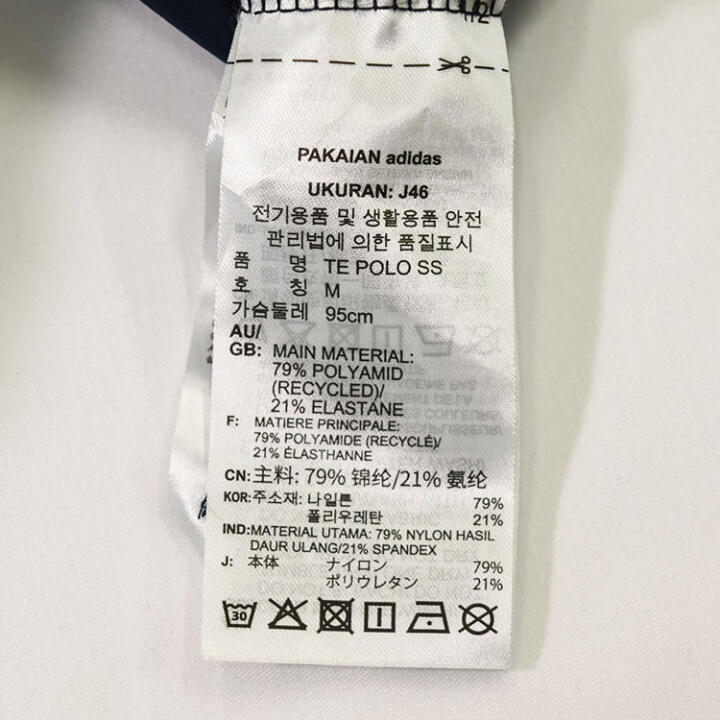 1/2
PAKAIAN adidas
UKURAN: J46
전기용품 및 생활용품 안전
관리법에 의한 품질표시
품 명 TE POLO SS
호 칭 M
가슴둘레 95cm
AU/
GB: MAIN MATERIAL:
79% POLYAMID
(RECYCLED)/
21% ELASTANE
F: MATIERE PRINCIPALE:
79% POLYAMIDE (RECYCLÉ)/
21% ÉLASTHANNE
CN: 主料: 79% 锦纶/21% 氨纶
KOR: 주소재: 나일론 79%
폴리우레탄 21%
IND: MATERIAL UTAMA: 79% NYLON HASIL
DAUR ULANG/21% SPANDEX
J: 本体 ナイロン 79%
ポリウレタン 21%
30